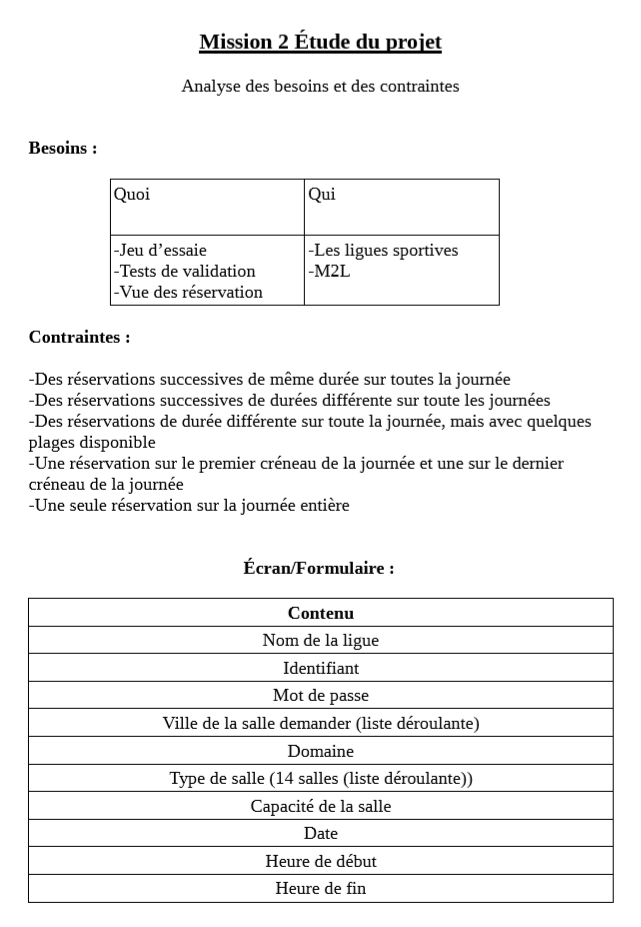 Mission 2 Étude du projet
Analyse des besoins et des contraintes
Besoins :
Quoi
Qui
-Jeu d’essaie
-Tests de validation
-Vue des réservation
-Les ligues sportives
-M2L
Contraintes :
-Des réservations successives de même durée sur toutes la journée
-Des réservations successives de durées différente sur toute les journées
-Des réservations de durée différente sur toute la journée, mais avec quelques
plages disponible
-Une réservation sur le premier créneau de la journée et une sur le dernier
créneau de la journée
-Une seule réservation sur la journée entière
Écran/Formulaire :
Contenu
Nom de la ligue
Identifiant
Mot de passe
Ville de la salle demander (liste déroulante)
Domaine
Type de salle (14 salles (liste déroulante))
Capacité de la salle
Date
Heure de début
Heure de fin